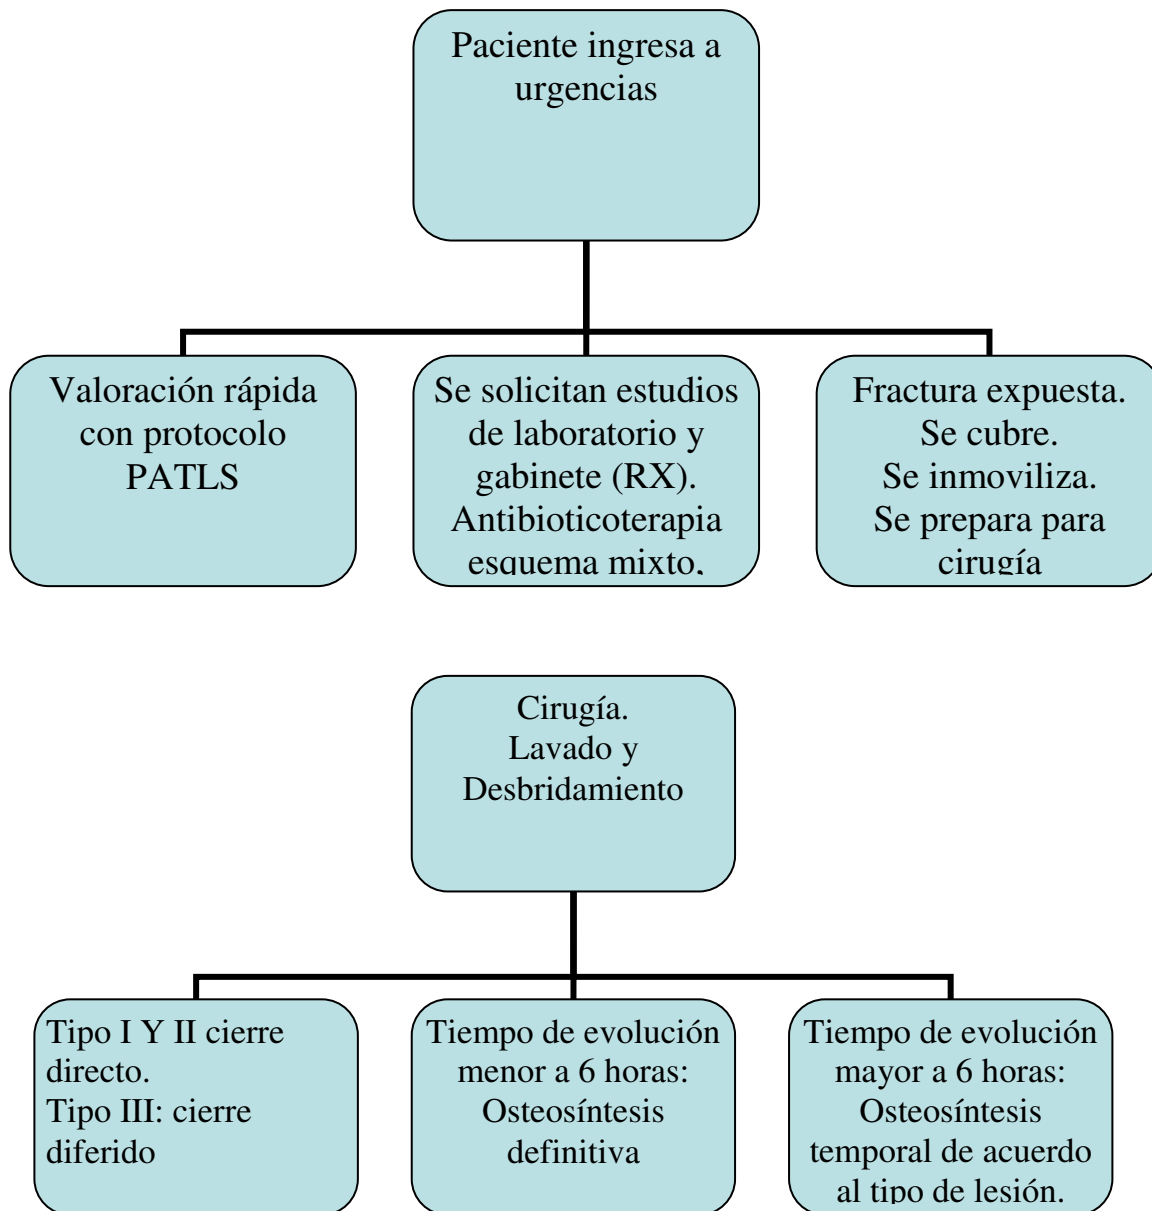 Paciente ingresa a
urgencias
Valoración rápida
con protocolo
PATLS
Se solicitan estudios
de laboratorio y
gabinete (RX).
Antibioticoterapia
esquema mixto,
Fractura expuesta.
Se cubre.
Se inmoviliza.
Se prepara para
cirugía
Cirugía.
Lavado y
Desbridamiento
Tipo I Y II cierre
directo.
Tipo III: cierre
diferido
Tiempo de evolución
menor a 6 horas:
Osteosíntesis
definitiva
Tiempo de evolución
mayor a 6 horas:
Osteosíntesis
temporal de acuerdo
al tipo de lesión.